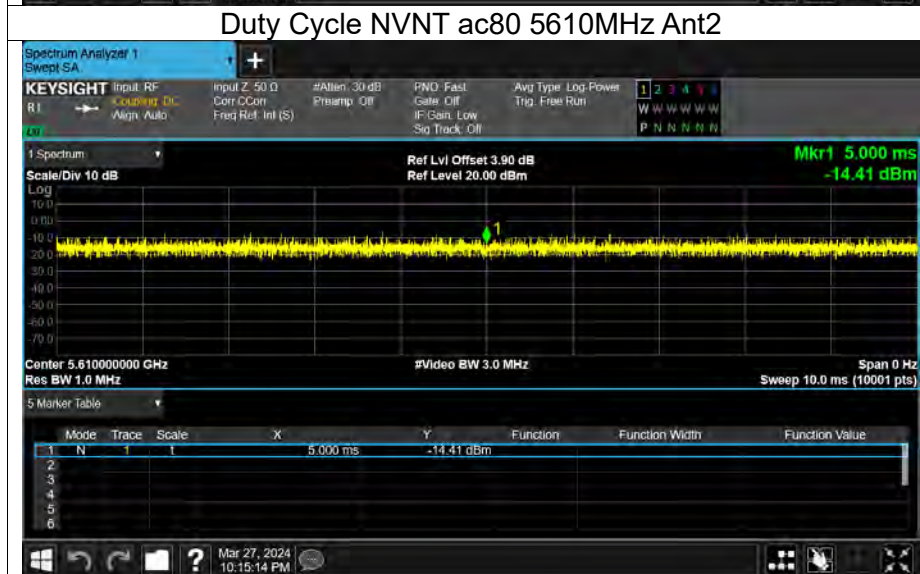 Duty Cycle NVNT ac80 5610MHz Ant2
Spectrum Analyzer 1
Swept SA
+
KEYSIGHT Input: RF Input Z: 50 Ω #Atten: 30 dB PNO: Fast Avg Type: Log-Power 1 2 3 4 5 6
Coupling: DC Corr CCorr Preamp: Off Gate: Off Trig: Free Run W W W W W W
Align: Auto Freq Ref: Int (S) IF Gain: Low
Sig Track: Off P N N N N N
1 Spectrum
Ref Lvl Offset 3.90 dB Mkr1 5.000 ms
Scale/Div 10 dB Ref Level 20.00 dBm -14.41 dBm
Log
10.0
0.00
-10.0
-20.0
-30.0
-40.0
-50.0
-60.0
-70.0
1
Center 5.610000000 GHz #Video BW 3.0 MHz Span 0 Hz
Res BW 1.0 MHz Sweep 10.0 ms (10001 pts)
5 Marker Table
Mode Trace Scale X Y Function Function Width Function Value
1 N 1 t 5.000 ms -14.41 dBm
2
3
4
5
6
? Mar 27, 2024
10:15:14 PM